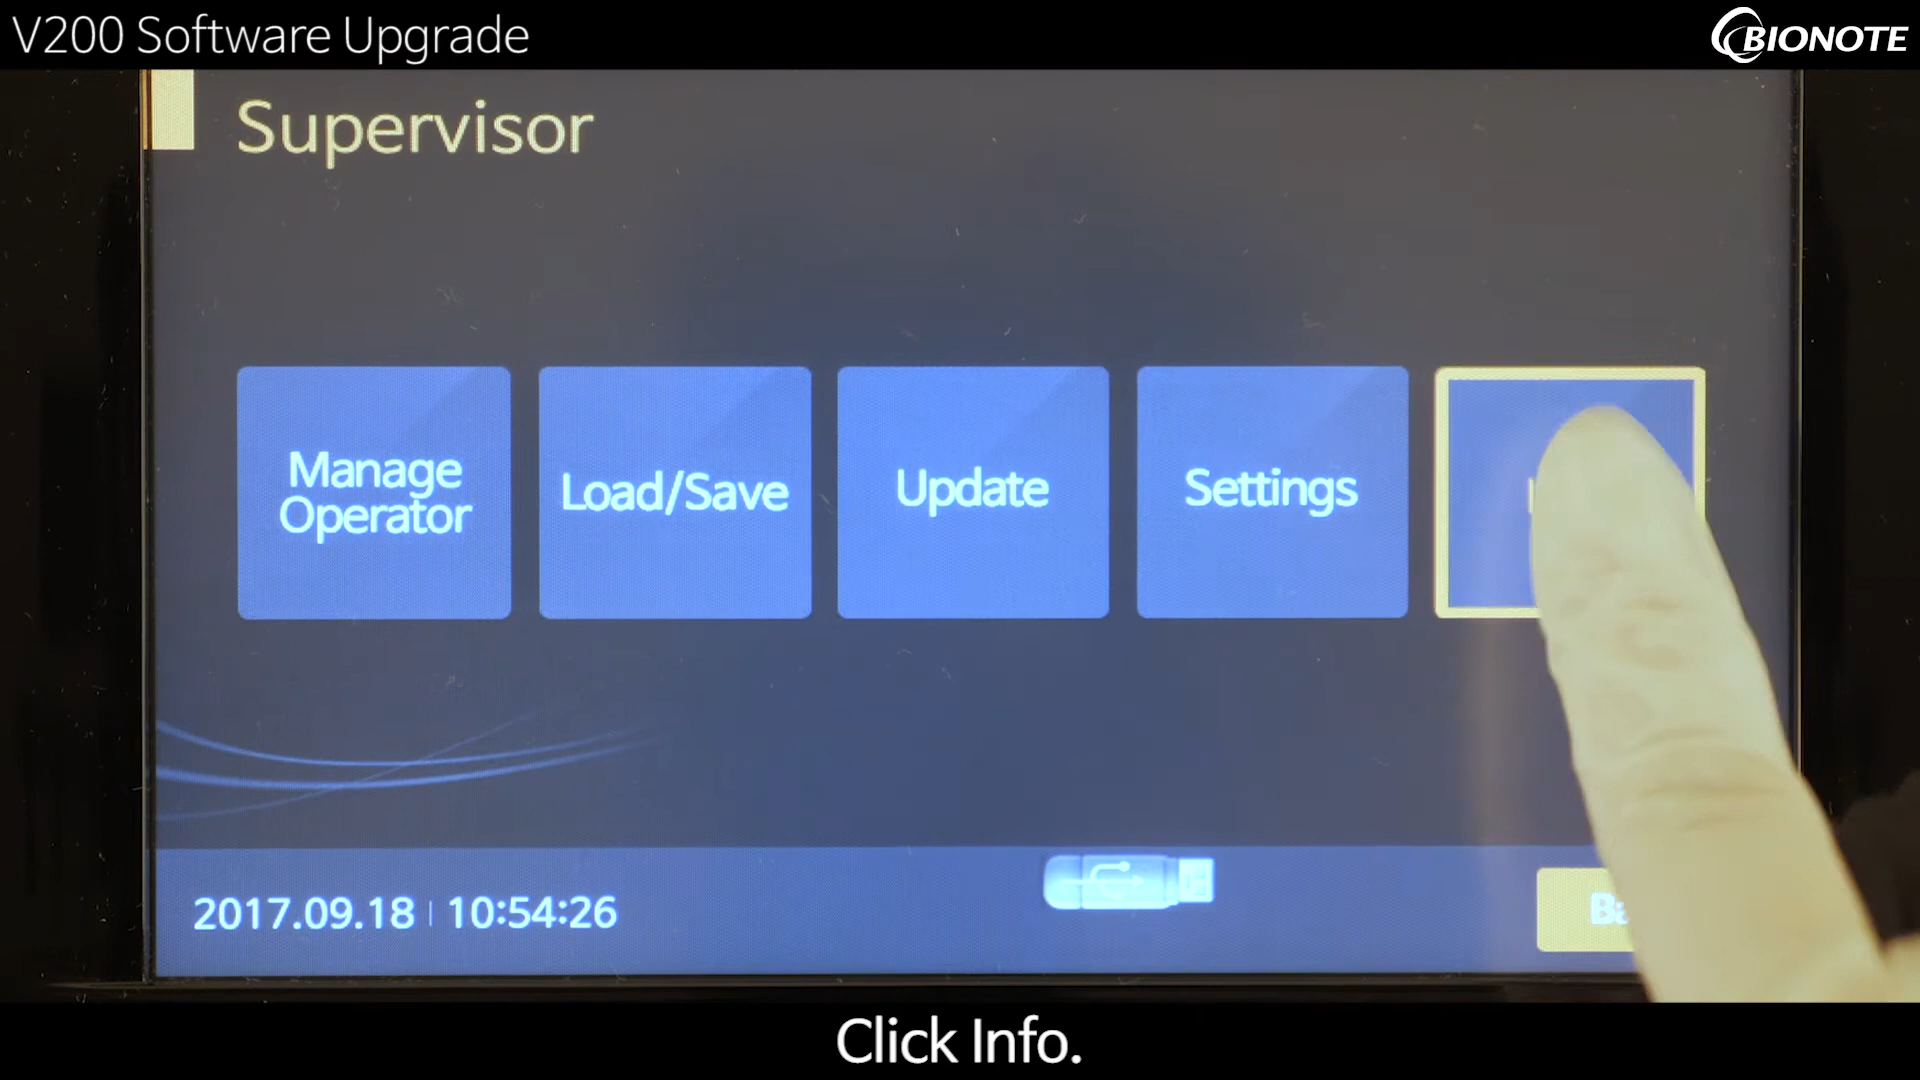 V200 Software Upgrade
BIONOTE
Supervisor
Manage
Operator
Load/Save
Update
Settings
2017.09.18 | 10:54:26
Click Info.